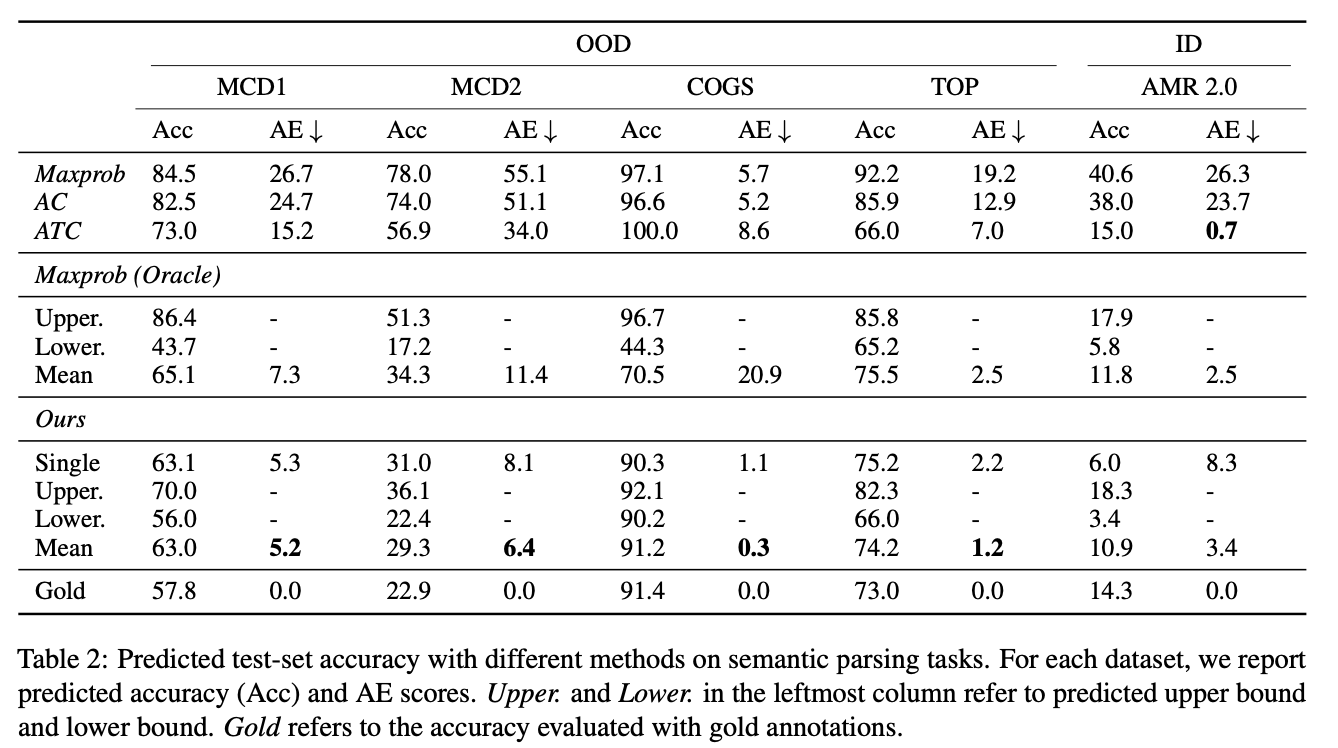 OOD ID
MCD1 MCD2 COGS TOP AMR 2.0
Acc AE ↓ Acc AE ↓ Acc AE ↓ Acc AE ↓ Acc AE ↓
Maxprob 84.5 26.7 78.0 55.1 97.1 5.7 92.2 19.2 40.6 26.3
AC 82.5 24.7 74.0 51.1 96.6 5.2 85.9 12.9 38.0 23.7
ATC 73.0 15.2 56.9 34.0 100.0 8.6 66.0 7.0 15.0 0.7
Maxprob (Oracle)
Upper. 86.4 - 51.3 - 96.7 - 85.8 - 17.9 -
Lower. 43.7 - 17.2 - 44.3 - 65.2 - 5.8 -
Mean 65.1 7.3 34.3 11.4 70.5 20.9 75.5 2.5 11.8 2.5
Ours
Single 63.1 5.3 31.0 8.1 90.3 1.1 75.2 2.2 6.0 8.3
Upper. 70.0 - 36.1 - 92.1 - 82.3 - 18.3 -
Lower. 56.0 - 22.4 - 90.2 - 66.0 - 3.4 -
Mean 63.0 5.2 29.3 6.4 91.2 0.3 74.2 1.2 10.9 3.4
Gold 57.8 0.0 22.9 0.0 91.4 0.0 73.0 0.0 14.3 0.0
Table 2: Predicted test-set accuracy with different methods on semantic parsing tasks. For each dataset, we report
predicted accuracy (Acc) and AE scores. Upper. and Lower. in the leftmost column refer to predicted upper bound
and lower bound. Gold refers to the accuracy evaluated with gold annotations.